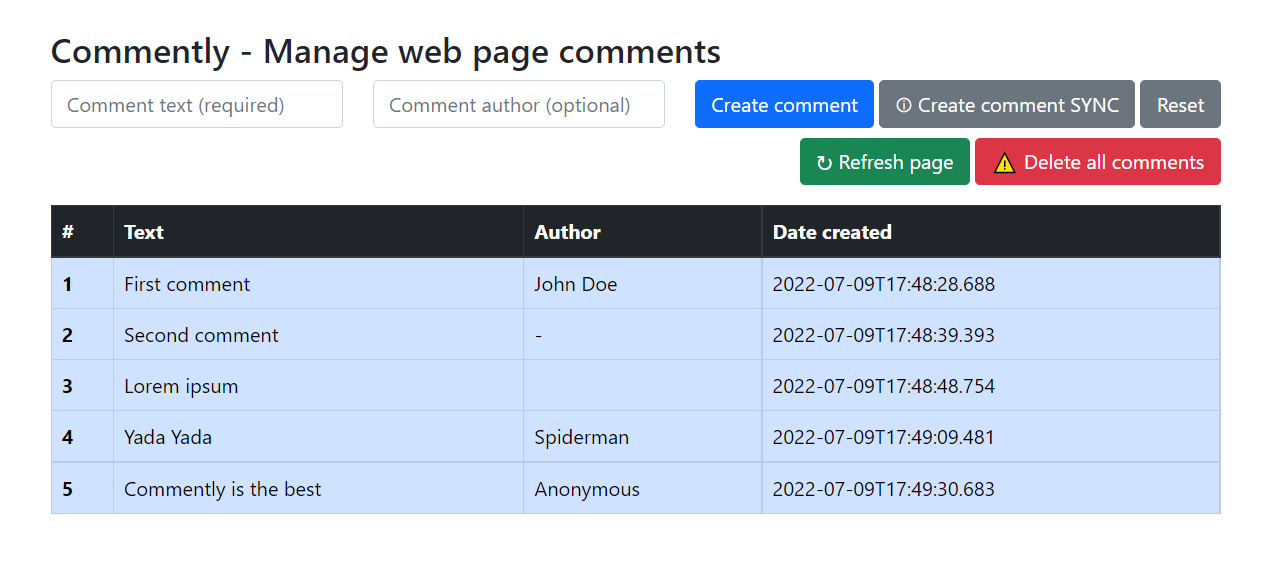 Commently - Manage web page comments
Comment text (required) Comment author (optional) Create comment ⓘ Create comment SYNC Reset
↻ Refresh page ⚠ Delete all comments
# Text Author Date created
1 First comment John Doe 2022-07-09T17:48:28.688
2 Second comment - 2022-07-09T17:48:39.393
3 Lorem ipsum 2022-07-09T17:48:48.754
4 Yada Yada Spiderman 2022-07-09T17:49:09.481
5 Commently is the best Anonymous 2022-07-09T17:49:30.683